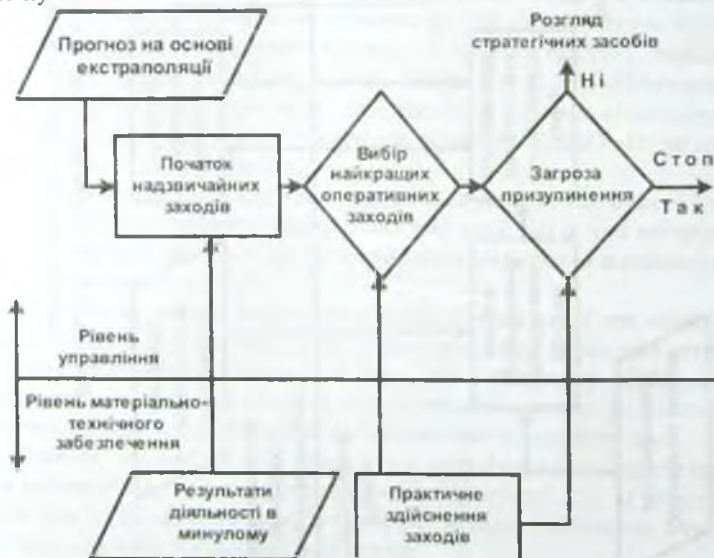 Прогноз на основі
екстраполяції
Розгляд
стратегічних засобів
Ні
Початок
надзвичайних
заходів
Вибір
найкращих
оперативних
заходів
Загроза
призупинення
Стоп
Так
Рівень
управління
Рівень матеріально-
технічного
забезпечення
Результати
діяльності в
минулому
Практичне
здійснення
заходів